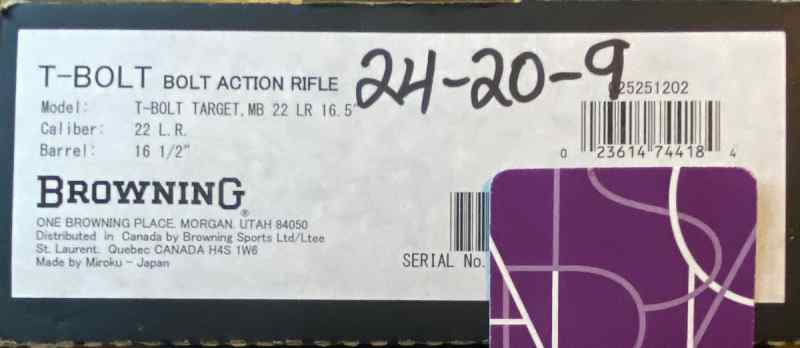 24-20-9
T-BOLT BOLT ACTION RIFLE
25251202
Model: T-BOLT TARGET, MB 22 LR 16.5"
Caliber: 22 L.R.
Barrel: 16 1/2"
0 23614 74418 4
BROWNING®
ONE BROWNING PLACE. MORGAN. UTAH 84050
Distributed in Canada by Browning Sports Ltd/Ltee
St. Laurent. Quebec CANADA H4S 1W6
Made by Miroku - Japan
SERIAL No.